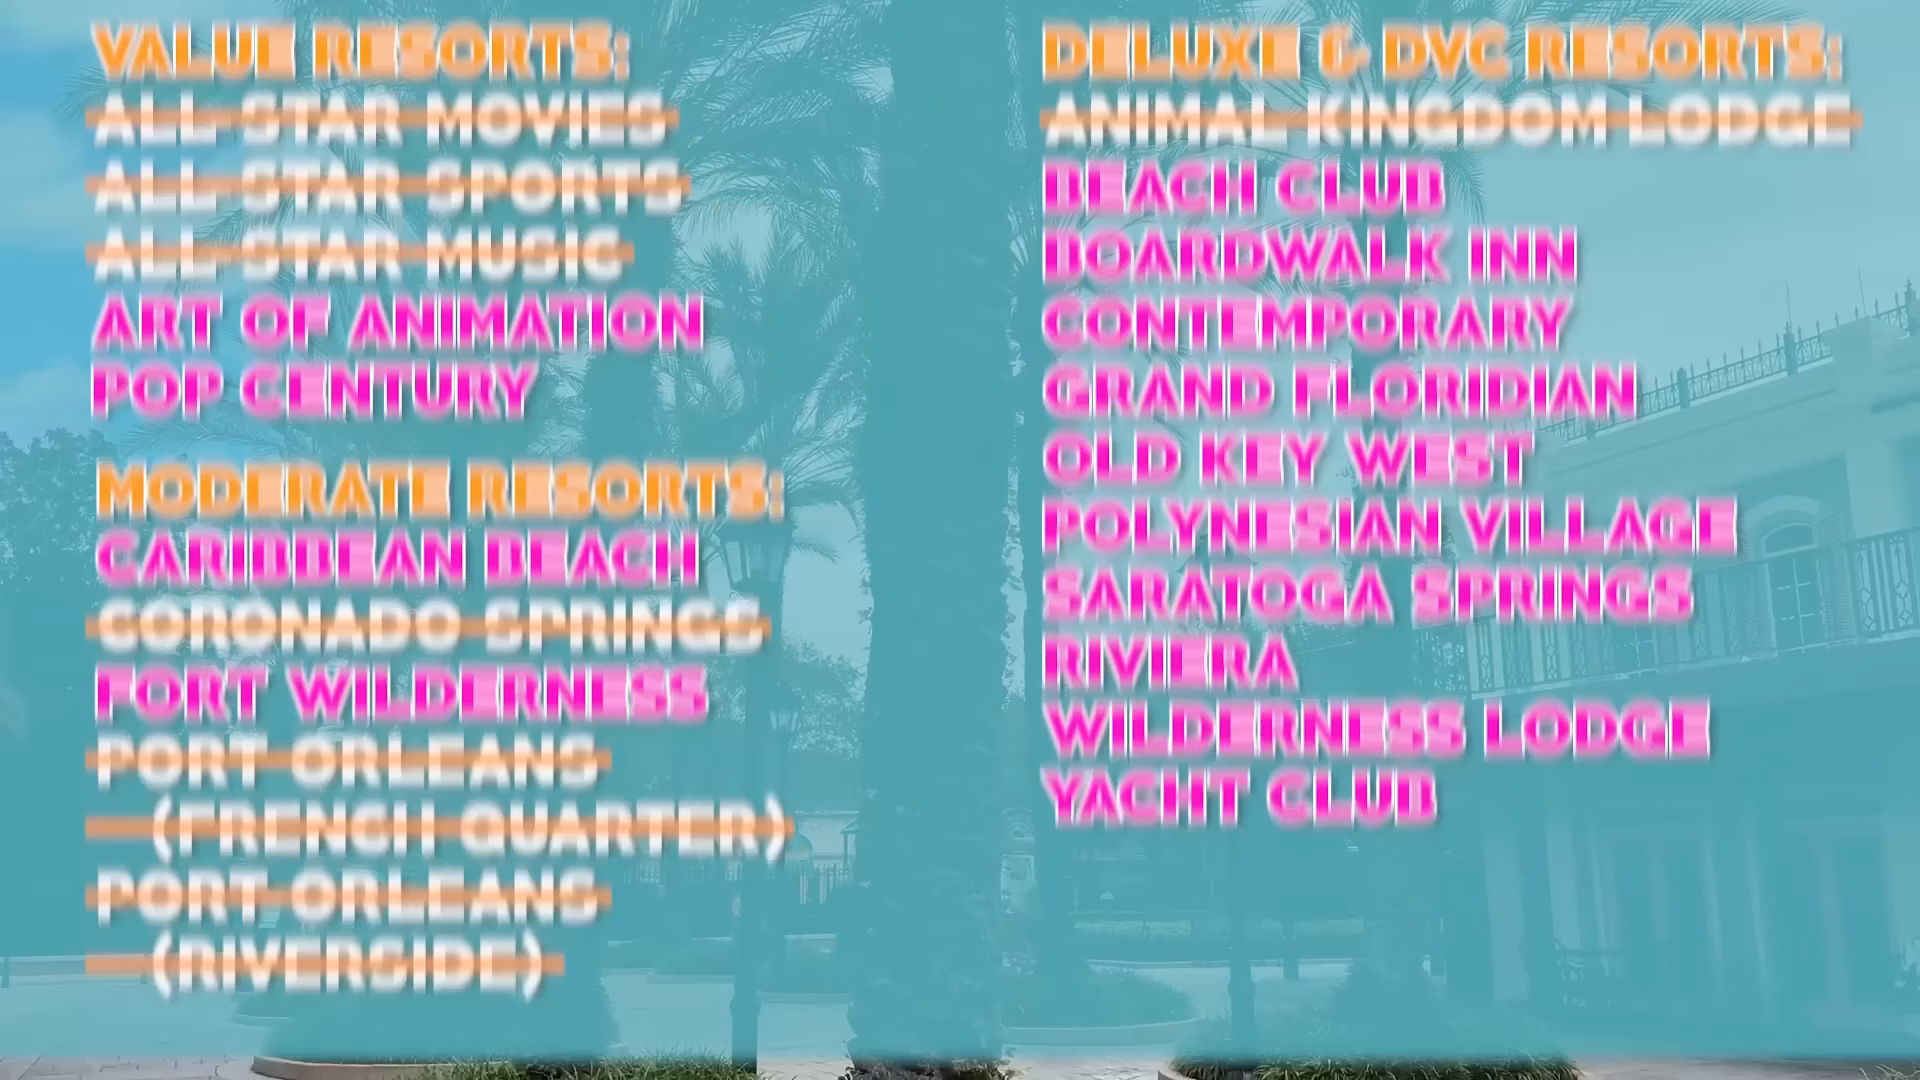 VALUE RESORTS:
ALL-STAR MOVIES
ALL-STAR SPORTS
ALL-STAR MUSIC
ART OF ANIMATION
POP CENTURY
MODERATE RESORTS:
CARIBBEAN BEACH
CORONADO SPRINGS
FORT WILDERNESS
PORT ORLEANS
(FRENCH QUARTER)
PORT ORLEANS
(RIVERSIDE)
DELUXE & DVC RESORTS:
ANIMAL KINGDOM LODGE
BEACH CLUB
BOARDWALK INN
CONTEMPORARY
GRAND FLORIDIAN
OLD KEY WEST
POLYNESIAN VILLAGE
SARATOGA SPRINGS
RIVIERA
WILDERNESS LODGE
YACHT CLUB